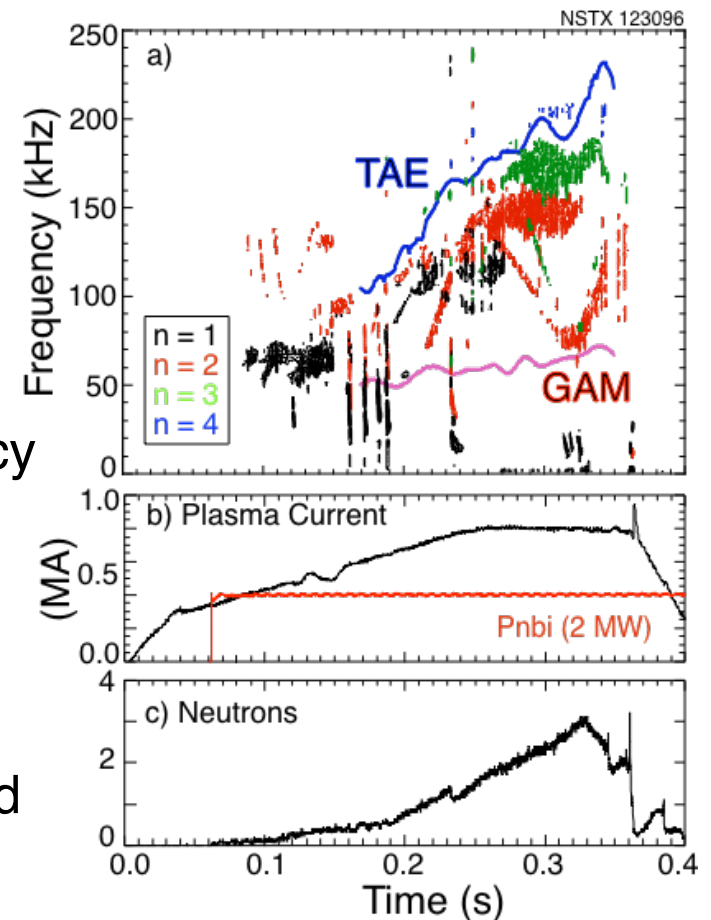 NSTX 123096
a)
250
200
150
100
50
0
Frequency (kHz)
TAE
GAM
n = 1
n = 2
n = 3
n = 4
cy
b) Plasma Current
1.0
0.5
0.0
(MA)
Pnbi (2 MW)
c) Neutrons
4
2
0
d
0.0 0.1 0.2 0.3 0.4
Time (s)